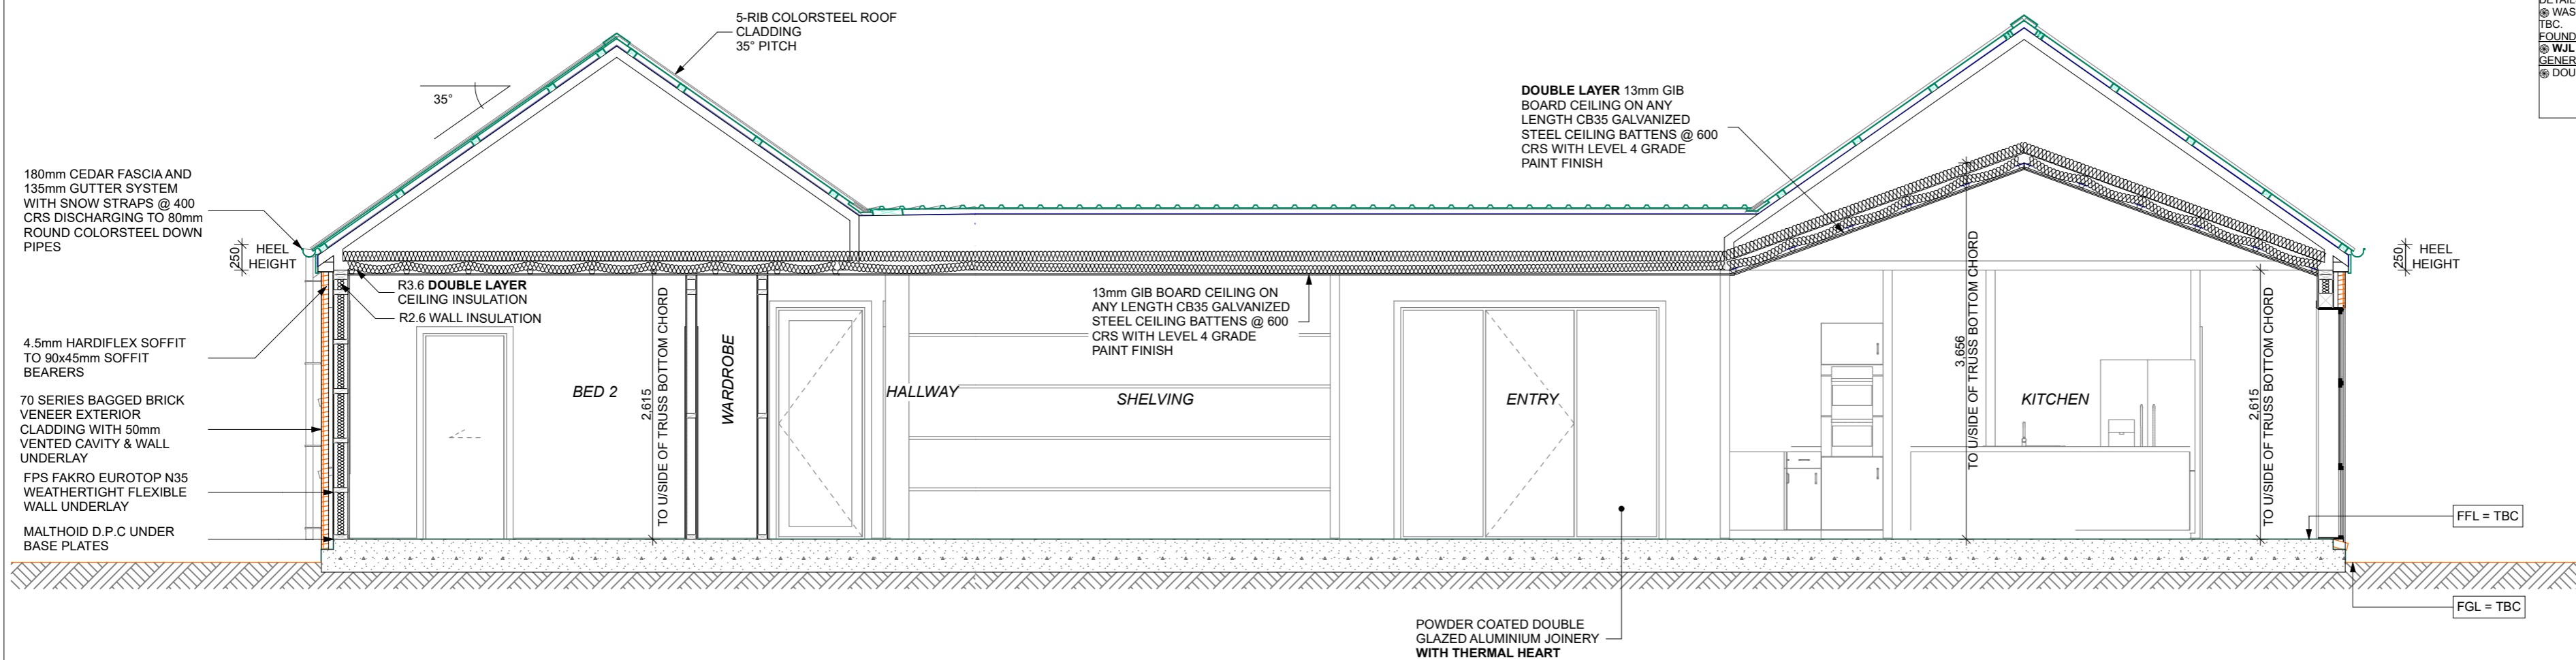 5-RIB COLORSTEEL ROOF
CLADDING
35° PITCH
35°
180mm CEDAR FASCIA AND
135mm GUTTER SYSTEM
WITH SNOW STRAPS @ 400
CRS DISCHARGING TO 80mm
ROUND COLORSTEEL DOWN
PIPES
250
HEEL
HEIGHT
R3.6 DOUBLE LAYER
CEILING INSULATION
R2.6 WALL INSULATION
4.5mm HARDIFLEX SOFFIT
TO 90x45mm SOFFIT
BEARERS
70 SERIES BAGGED BRICK
VENEER EXTERIOR
CLADDING WITH 50mm
VENTED CAVITY & WALL
UNDERLAY
FPS FAKRO EUROTOP N35
WEATHERTIGHT FLEXIBLE
WALL UNDERLAY
MALTHOID D.P.C UNDER
BASE PLATES
BED 2
2,615
TO U/SIDE OF TRUSS BOTTOM CHORD
WARDROBE
HALLWAY
SHELVING
13mm GIB BOARD CEILING ON
ANY LENGTH CB35 GALVANIZED
STEEL CEILING BATTENS @ 600
CRS WITH LEVEL 4 GRADE
PAINT FINISH
DOUBLE LAYER 13mm GIB
BOARD CEILING ON ANY
LENGTH CB35 GALVANIZED
STEEL CEILING BATTENS @ 600
CRS WITH LEVEL 4 GRADE
PAINT FINISH
ENTRY
3,656
TO U/SIDE OF TRUSS BOTTOM CHORD
KITCHEN
2,615
TO U/SIDE OF TRUSS BOTTOM CHORD
250
HEEL
HEIGHT
FFL = TBC
FGL = TBC
POWDER COATED DOUBLE
GLAZED ALUMINIUM JOINERY
WITH THERMAL HEART
DETAIL
WAS
TBC.
FOUND
WJL
GENER
DOU